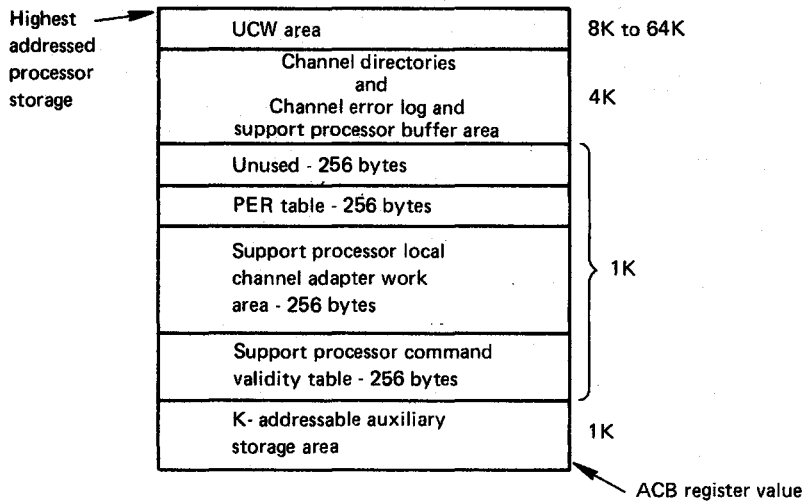 Highest
addressed
processor
storage
UCW area
8K to 64K
Channel directories
and
Channel error log and
support processor buffer area
4K
Unused - 256 bytes
PER table - 256 bytes
Support processor local
channel adapter work
area - 256 bytes
1K
Support processor command
validity table - 256 bytes
K- addressable auxiliary
storage area
1K
ACB register value